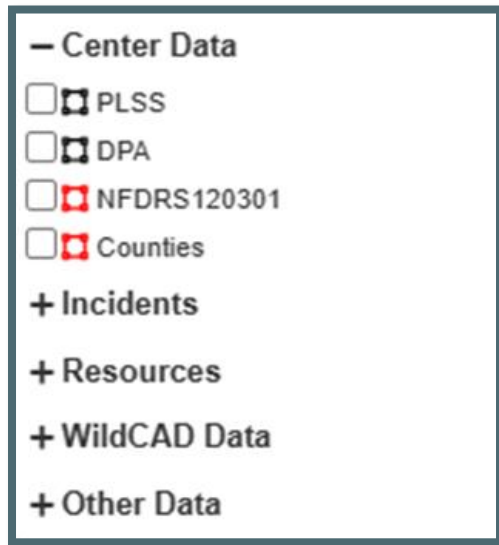 − Center Data
PLSS
DPA
NFDRS120301
Counties
+ Incidents
+ Resources
+ WildCAD Data
+ Other Data